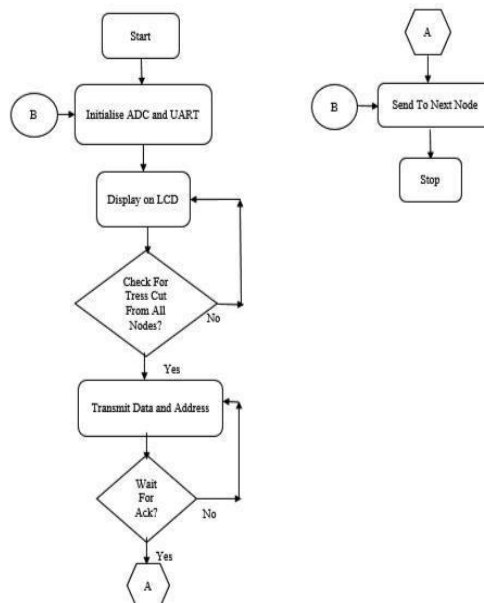 Start
B
Initialise ADC and UART
Display on LCD
Check For
Tress Cut
From All
Nodes?
No
Yes
Transmit Data and Address
Wait
For
Ack?
No
Yes
A
A
B
Send To Next Node
Stop